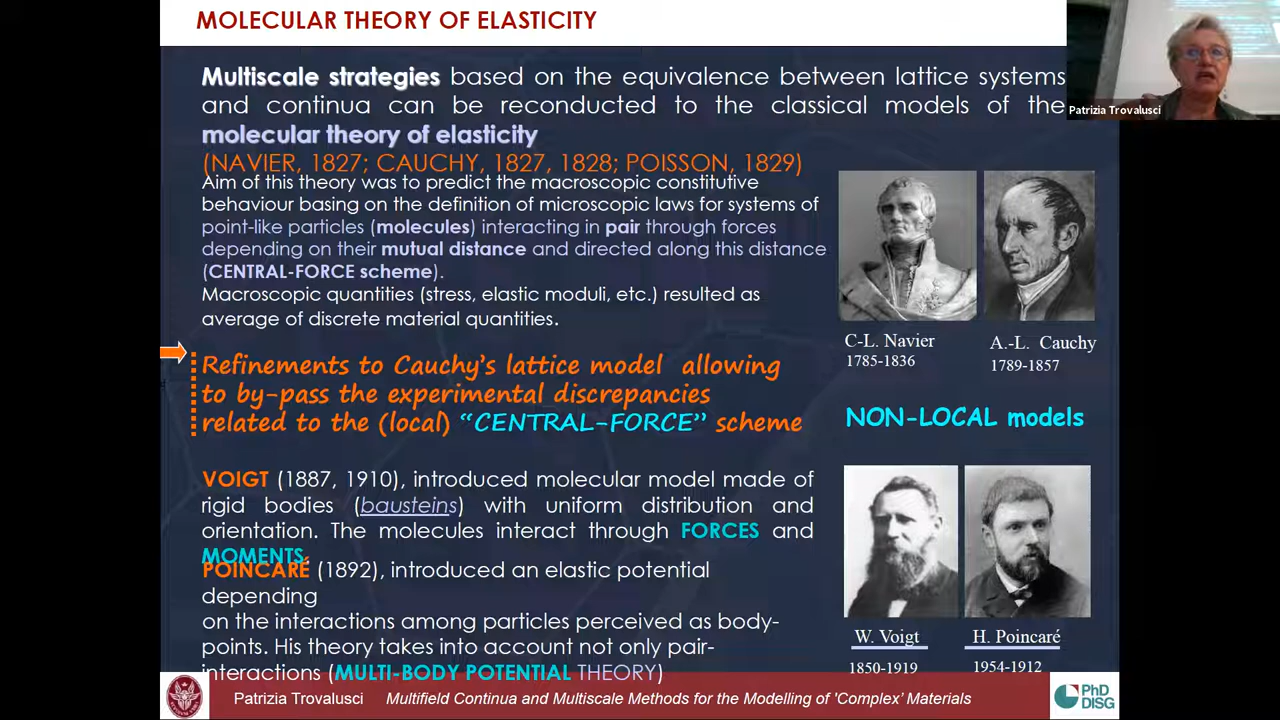 MOLECULAR THEORY OF ELASTICITY
Patrizia Trovalusci
Multiscale strategies based on the equivalence between lattice systems
and continua can be reconducted to the classical models of the
molecular theory of elasticity
(NAVIER, 1827; CAUCHY, 1827, 1828; POISSON, 1829)
Aim of this theory was to predict the macroscopic constitutive
behaviour basing on the definition of microscopic laws for systems of
point-like particles (molecules) interacting in pair through forces
depending on their mutual distance and directed along this distance
(CENTRAL-FORCE scheme).
Macroscopic quantities (stress, elastic moduli, etc.) resulted as
average of discrete material quantities.
C-L. Navier
1785-1836
A.-L. Cauchy
1789-1857
Refinements to Cauchy's lattice model allowing
to by-pass the experimental discrepancies
related to the (local) “CENTRAL-FORCE” scheme
NON-LOCAL models
VOIGT (1887, 1910), introduced molecular model made of
rigid bodies (bausteins) with uniform distribution and
orientation. The molecules interact through FORCES and
MOMENTS.
POINCARÉ (1892), introduced an elastic potential
depending
on the interactions among particles perceived as body-
points. His theory takes into account not only pair-
interactions (MULTI-BODY POTENTIAL THEORY)
W. Voigt
1850-1919
H. Poincaré
1954-1912
Patrizia Trovalusci Multifield Continua and Multiscale Methods for the Modelling of 'Complex' Materials
PhD
DISG